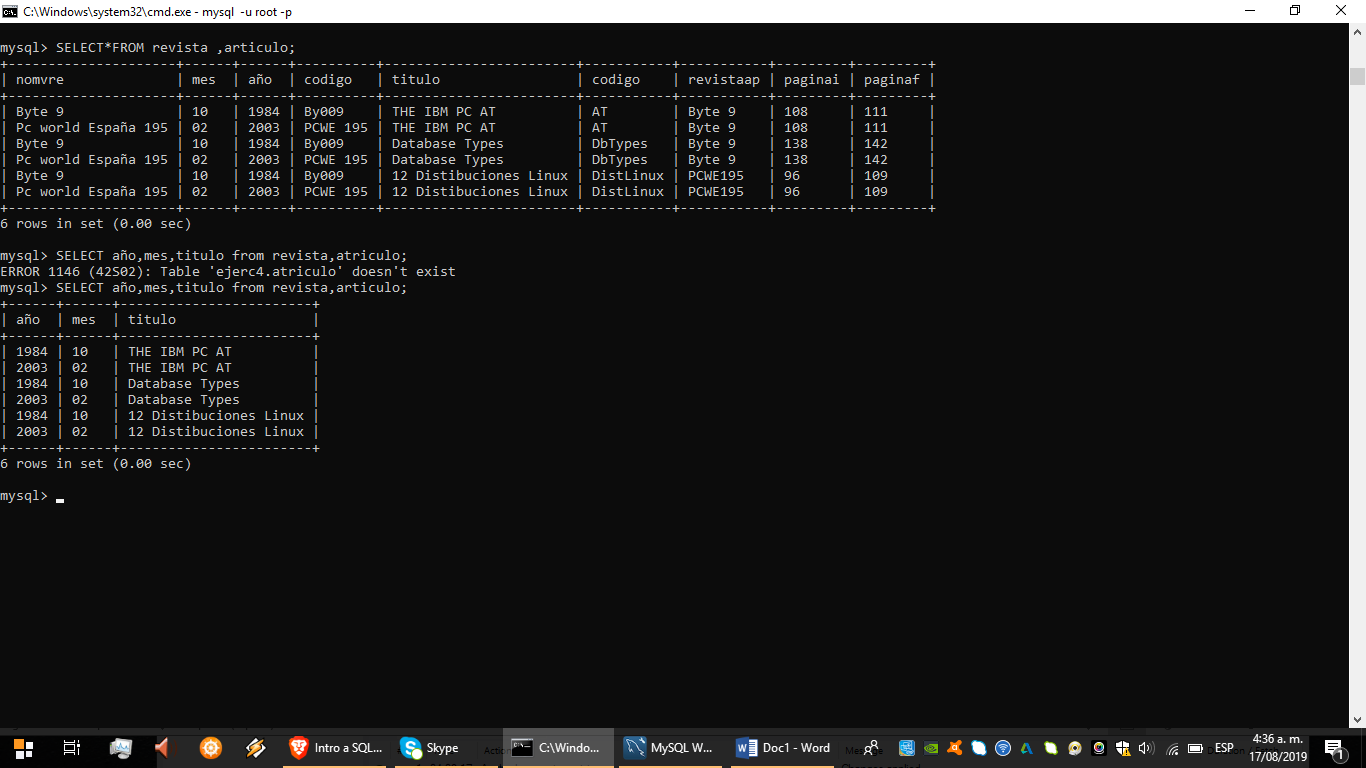 C:\Windows\system32\cmd.exe - mysql  -u root -p
mysql> SELECT*FROM revista ,articulo;
+---------------------+------+------+----------+------------------------+-----------+-----------+---------+---------+
| nomvre              | mes  | año  | codigo   | titulo                 | codigo    | revistaap | paginai | paginaf |
+---------------------+------+------+----------+------------------------+-----------+-----------+---------+---------+
| Byte 9              | 10   | 1984 | By009    | THE IBM PC AT          | AT        | Byte 9    | 108     | 111     |
| Pc world España 195 | 02   | 2003 | PCWE 195 | THE IBM PC AT          | AT        | Byte 9    | 108     | 111     |
| Byte 9              | 10   | 1984 | By009    | Database Types         | DbTypes   | Byte 9    | 138     | 142     |
| Pc world España 195 | 02   | 2003 | PCWE 195 | Database Types         | DbTypes   | Byte 9    | 138     | 142     |
| Byte 9              | 10   | 1984 | By009    | 12 Distibuciones Linux | DistLinux | PCWE195   | 96      | 109     |
| Pc world España 195 | 02   | 2003 | PCWE 195 | 12 Distibuciones Linux | DistLinux | PCWE195   | 96      | 109     |
+---------------------+------+------+----------+------------------------+-----------+-----------+---------+---------+
6 rows in set (0.00 sec)
mysql> SELECT año,mes,titulo from revista,atriculo;
ERROR 1146 (42S02): Table 'ejerc4.atriculo' doesn't exist
mysql> SELECT año,mes,titulo from revista,articulo;
+------+------+------------------------+
| año  | mes  | titulo                 |
+------+------+------------------------+
| 1984 | 10   | THE IBM PC AT          |
| 2003 | 02   | THE IBM PC AT          |
| 1984 | 10   | Database Types         |
| 2003 | 02   | Database Types         |
| 1984 | 10   | 12 Distibuciones Linux |
| 2003 | 02   | 12 Distibuciones Linux |
+------+------+------------------------+
6 rows in set (0.00 sec)
mysql>
Intro a SQL... Skype C:\Windo... MySQL W... Doc1 - Word ESP 4:36 a. m.
17/08/2019 1